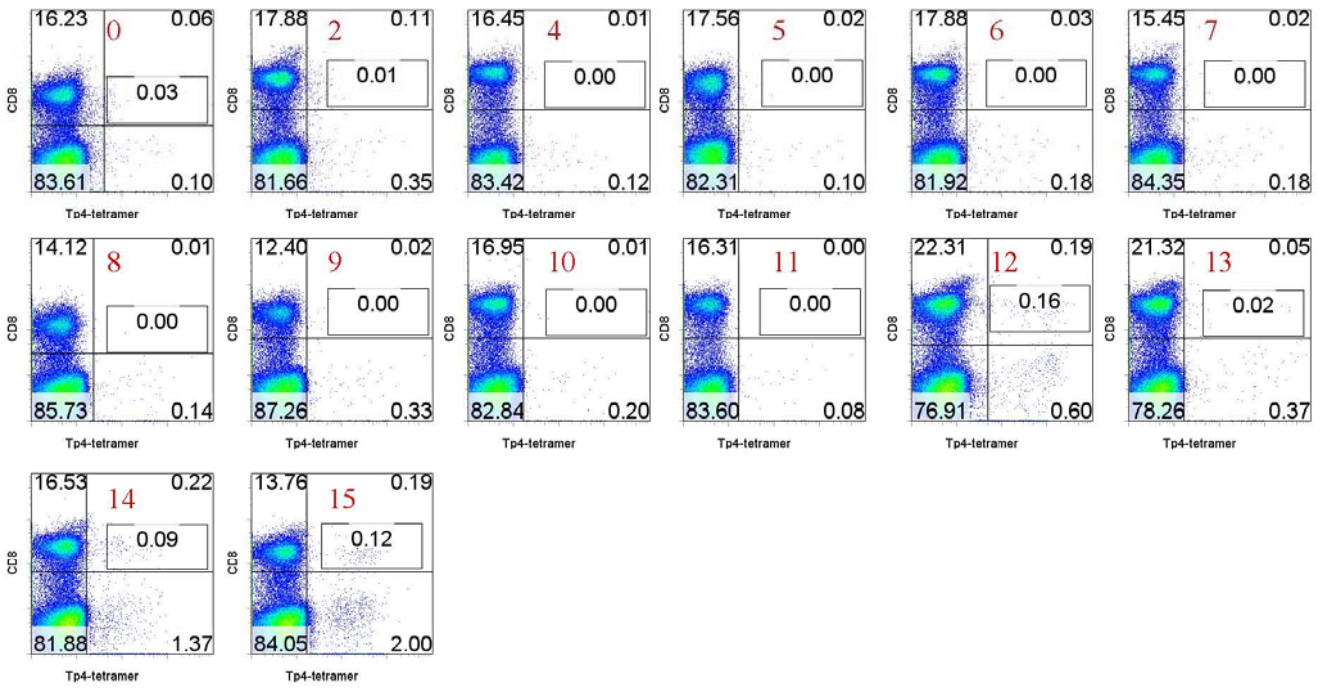 16.23 0 0.06
CD8
0.03
83.61 0.10
Tp4-tetramer
17.88 2 0.11
CD8
0.01
81.66 0.35
Tp4-tetramer
16.45 4 0.01
CD8
0.00
83.42 0.12
Tp4-tetramer
17.56 5 0.02
CD8
0.00
82.31 0.10
Tp4-tetramer
17.88 6 0.03
CD8
0.00
81.92 0.18
Tp4-tetramer
15.45 7 0.02
CD8
0.00
84.35 0.18
Tp4-tetramer
14.12 8 0.01
CD8
0.00
85.73 0.14
Tp4-tetramer
12.40 9 0.02
CD8
0.00
87.26 0.33
Tp4-tetramer
16.95 10 0.01
CD8
0.00
82.84 0.20
Tp4-tetramer
16.31 11 0.00
CD8
0.00
83.60 0.08
Tp4-tetramer
22.31 12 0.19
CD8
0.16
76.91 0.60
Tp4-tetramer
21.32 13 0.05
CD8
0.02
78.26 0.37
Tp4-tetramer
16.53 14 0.22
CD8
0.09
81.88 1.37
Tp4-tetramer
13.76 15 0.19
CD8
0.12
84.05 2.00
Tp4-tetramer